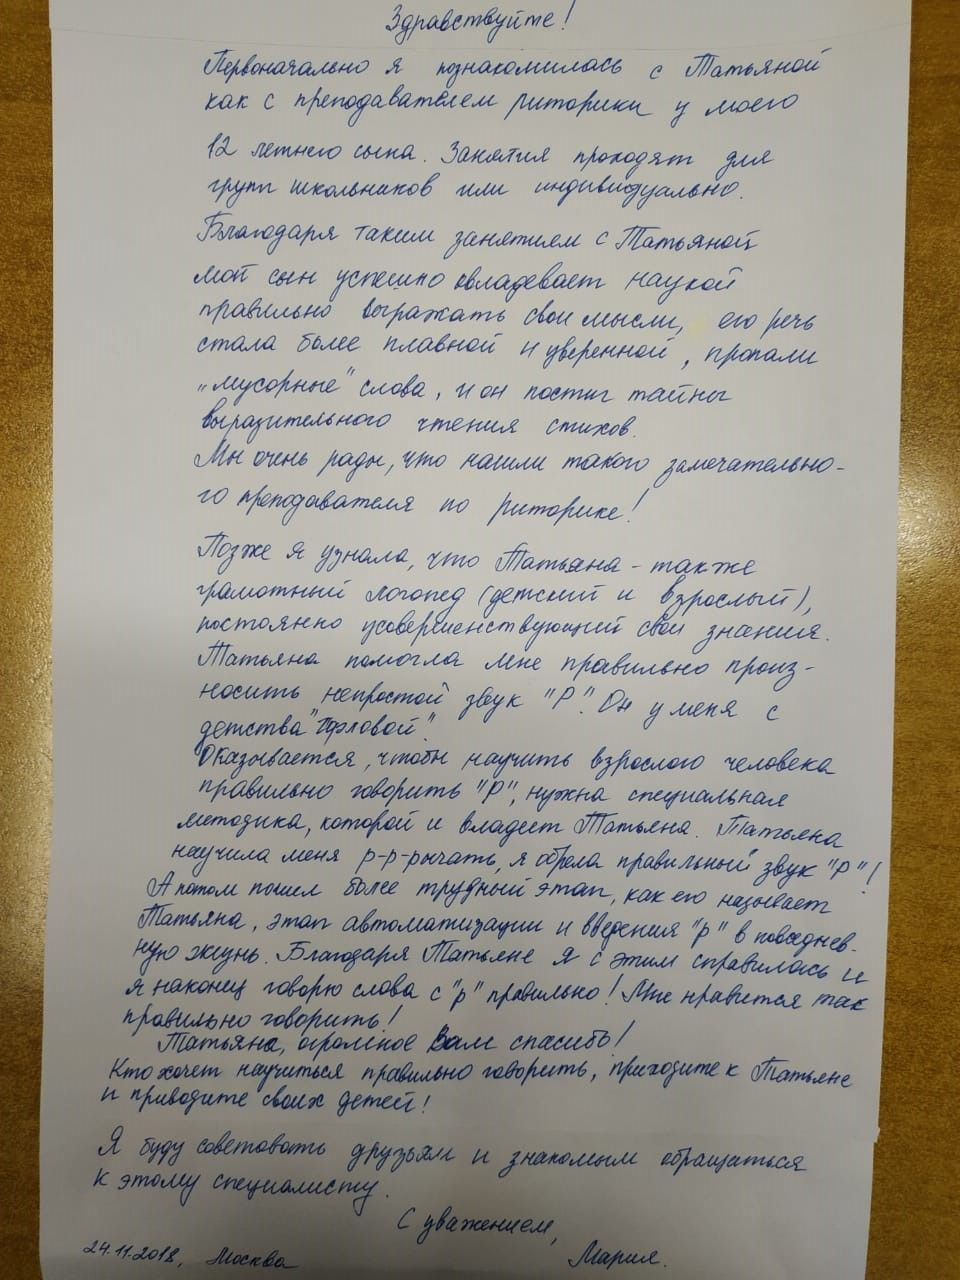 Здравствуйте!
Первоначально я познакомилась с Татьяной
как с преподавателем риторики у моего
12 летнего сына. Занятия проходят для
групп школьников или индивидуально.
Благодаря таким занятием с Татьяной
мой сын успешно овладевает наукой
правильно выражать свои мысли, его речь
стала более плавной и уверенной, пропали
„мусорные" слова, и он постиг тайны
выразительного чтения стихов.
Мы очень рады, что нашли такого замечательно-
го преподавателя по риторике!
Позже я узнала, что Татьяна - также
грамотный логопед (детский и взрослый),
постоянно усовершенствующий свои знания.
Татьяна помогла мне правильно произ-
носить непростой звук "Р". Он у меня с
детства "горловой".
Оказывается, чтобы научить взрослого человека
правильно говорить "Р", нужна специальная
методика, которой и владеет Татьяна. Татьяна
научила меня р-р-рычать, я обрела правильный звук "Р"!
А потом пошел более трудный этап, как его называет
Татьяна, этап автоматизации и введения "р" в повседнев-
ную жизнь. Благодаря Татьяне я с этим справилась и
я наконец говорю слова с "р" правильно! Мне нравится так
правильно говорить!
Татьяна, огромное Вам спасибо!
Кто хочет научиться правильно говорить, приходите к Татьяне
и приводите своих детей!
Я буду советовать друзьям и знакомым обращаться
к этому специалисту.
С уважением,
24.11.2018, Москва Мария.